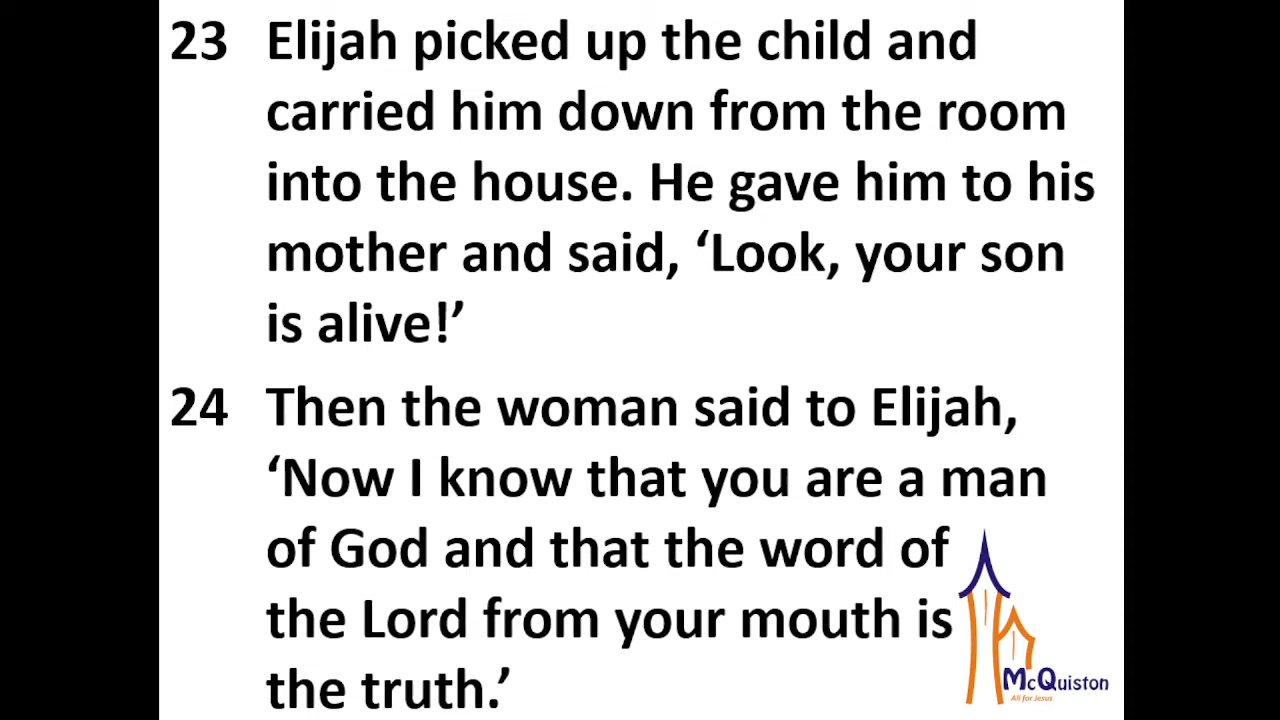 23 Elijah picked up the child and
carried him down from the room
into the house. He gave him to his
mother and said, ‘Look, your son
is alive!’
24 Then the woman said to Elijah,
‘Now I know that you are a man
of God and that the word of
the Lord from your mouth is
the truth.’
McQuiston
All for Jesus